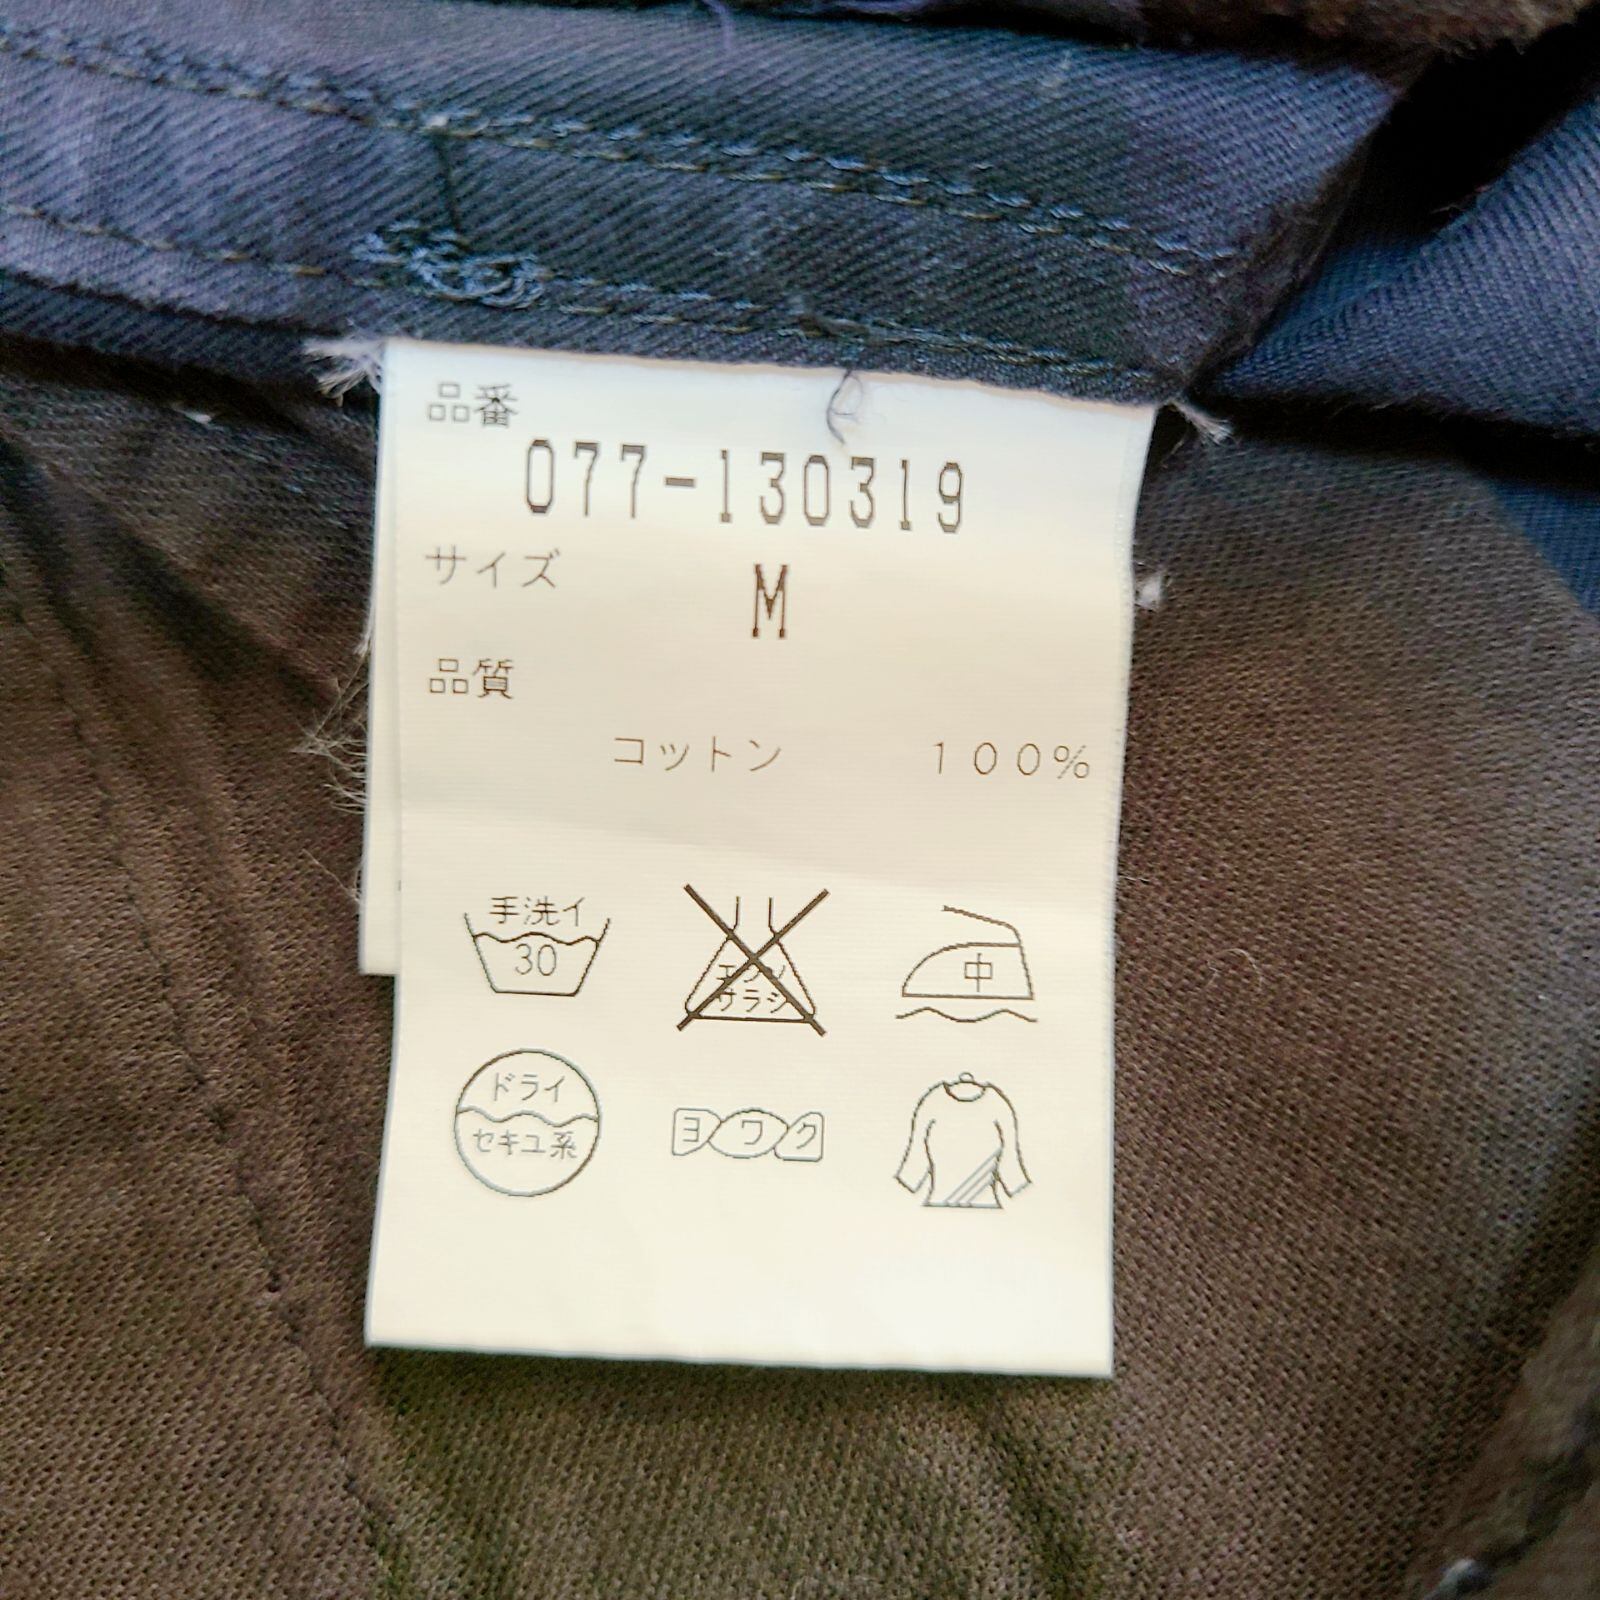 品番
077-130319
サイズ
M
品質
コットン 100%
手洗イ
30
エンソ
サラシ
中
ドライ
セキユ系
ヨワク